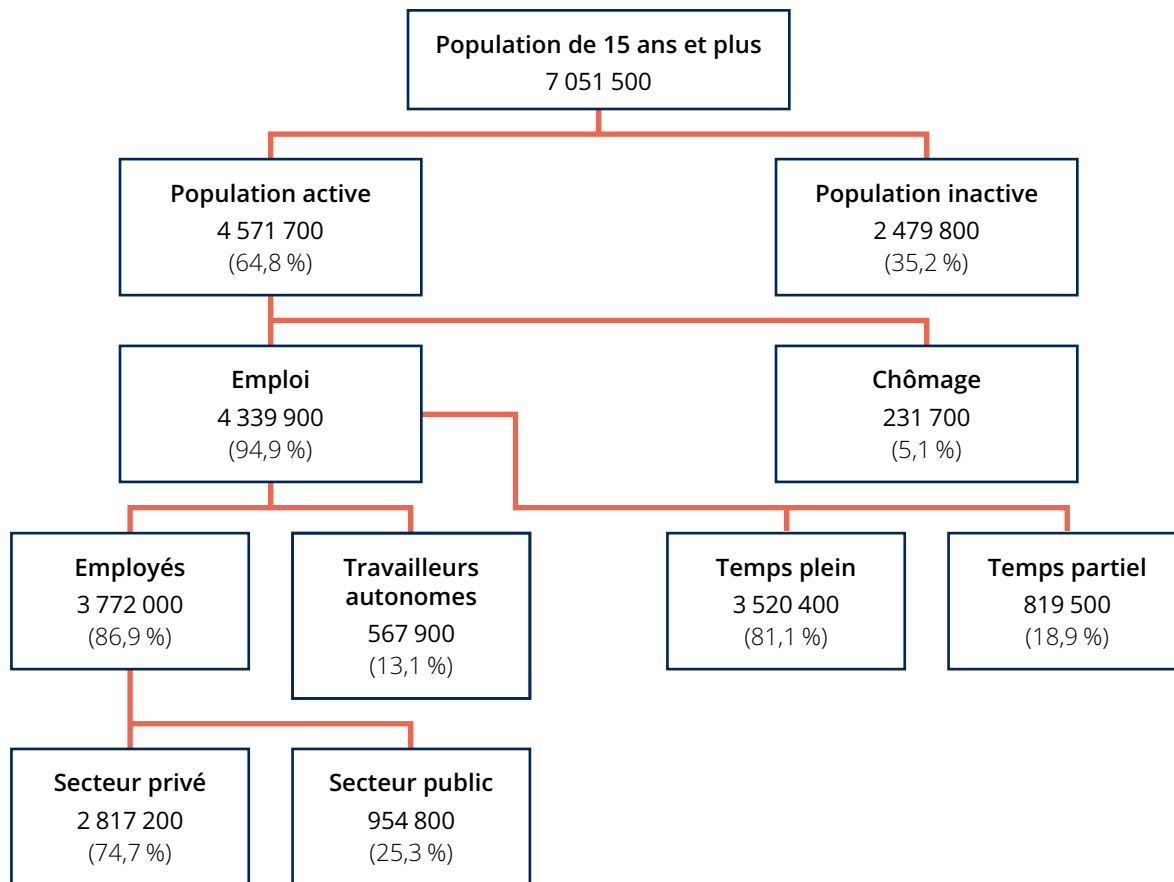 Population de 15 ans et plus
7 051 500
Population active
4 571 700
(64,8 %)
Population inactive
2 479 800
(35,2 %)
Emploi
4 339 900
(94,9 %)
Chômage
231 700
(5,1 %)
Employés
3 772 000
(86,9 %)
Travailleurs
autonomes
567 900
(13,1 %)
Temps plein
3 520 400
(81,1 %)
Temps partiel
819 500
(18,9 %)
Secteur privé
2 817 200
(74,7 %)
Secteur public
954 800
(25,3 %)